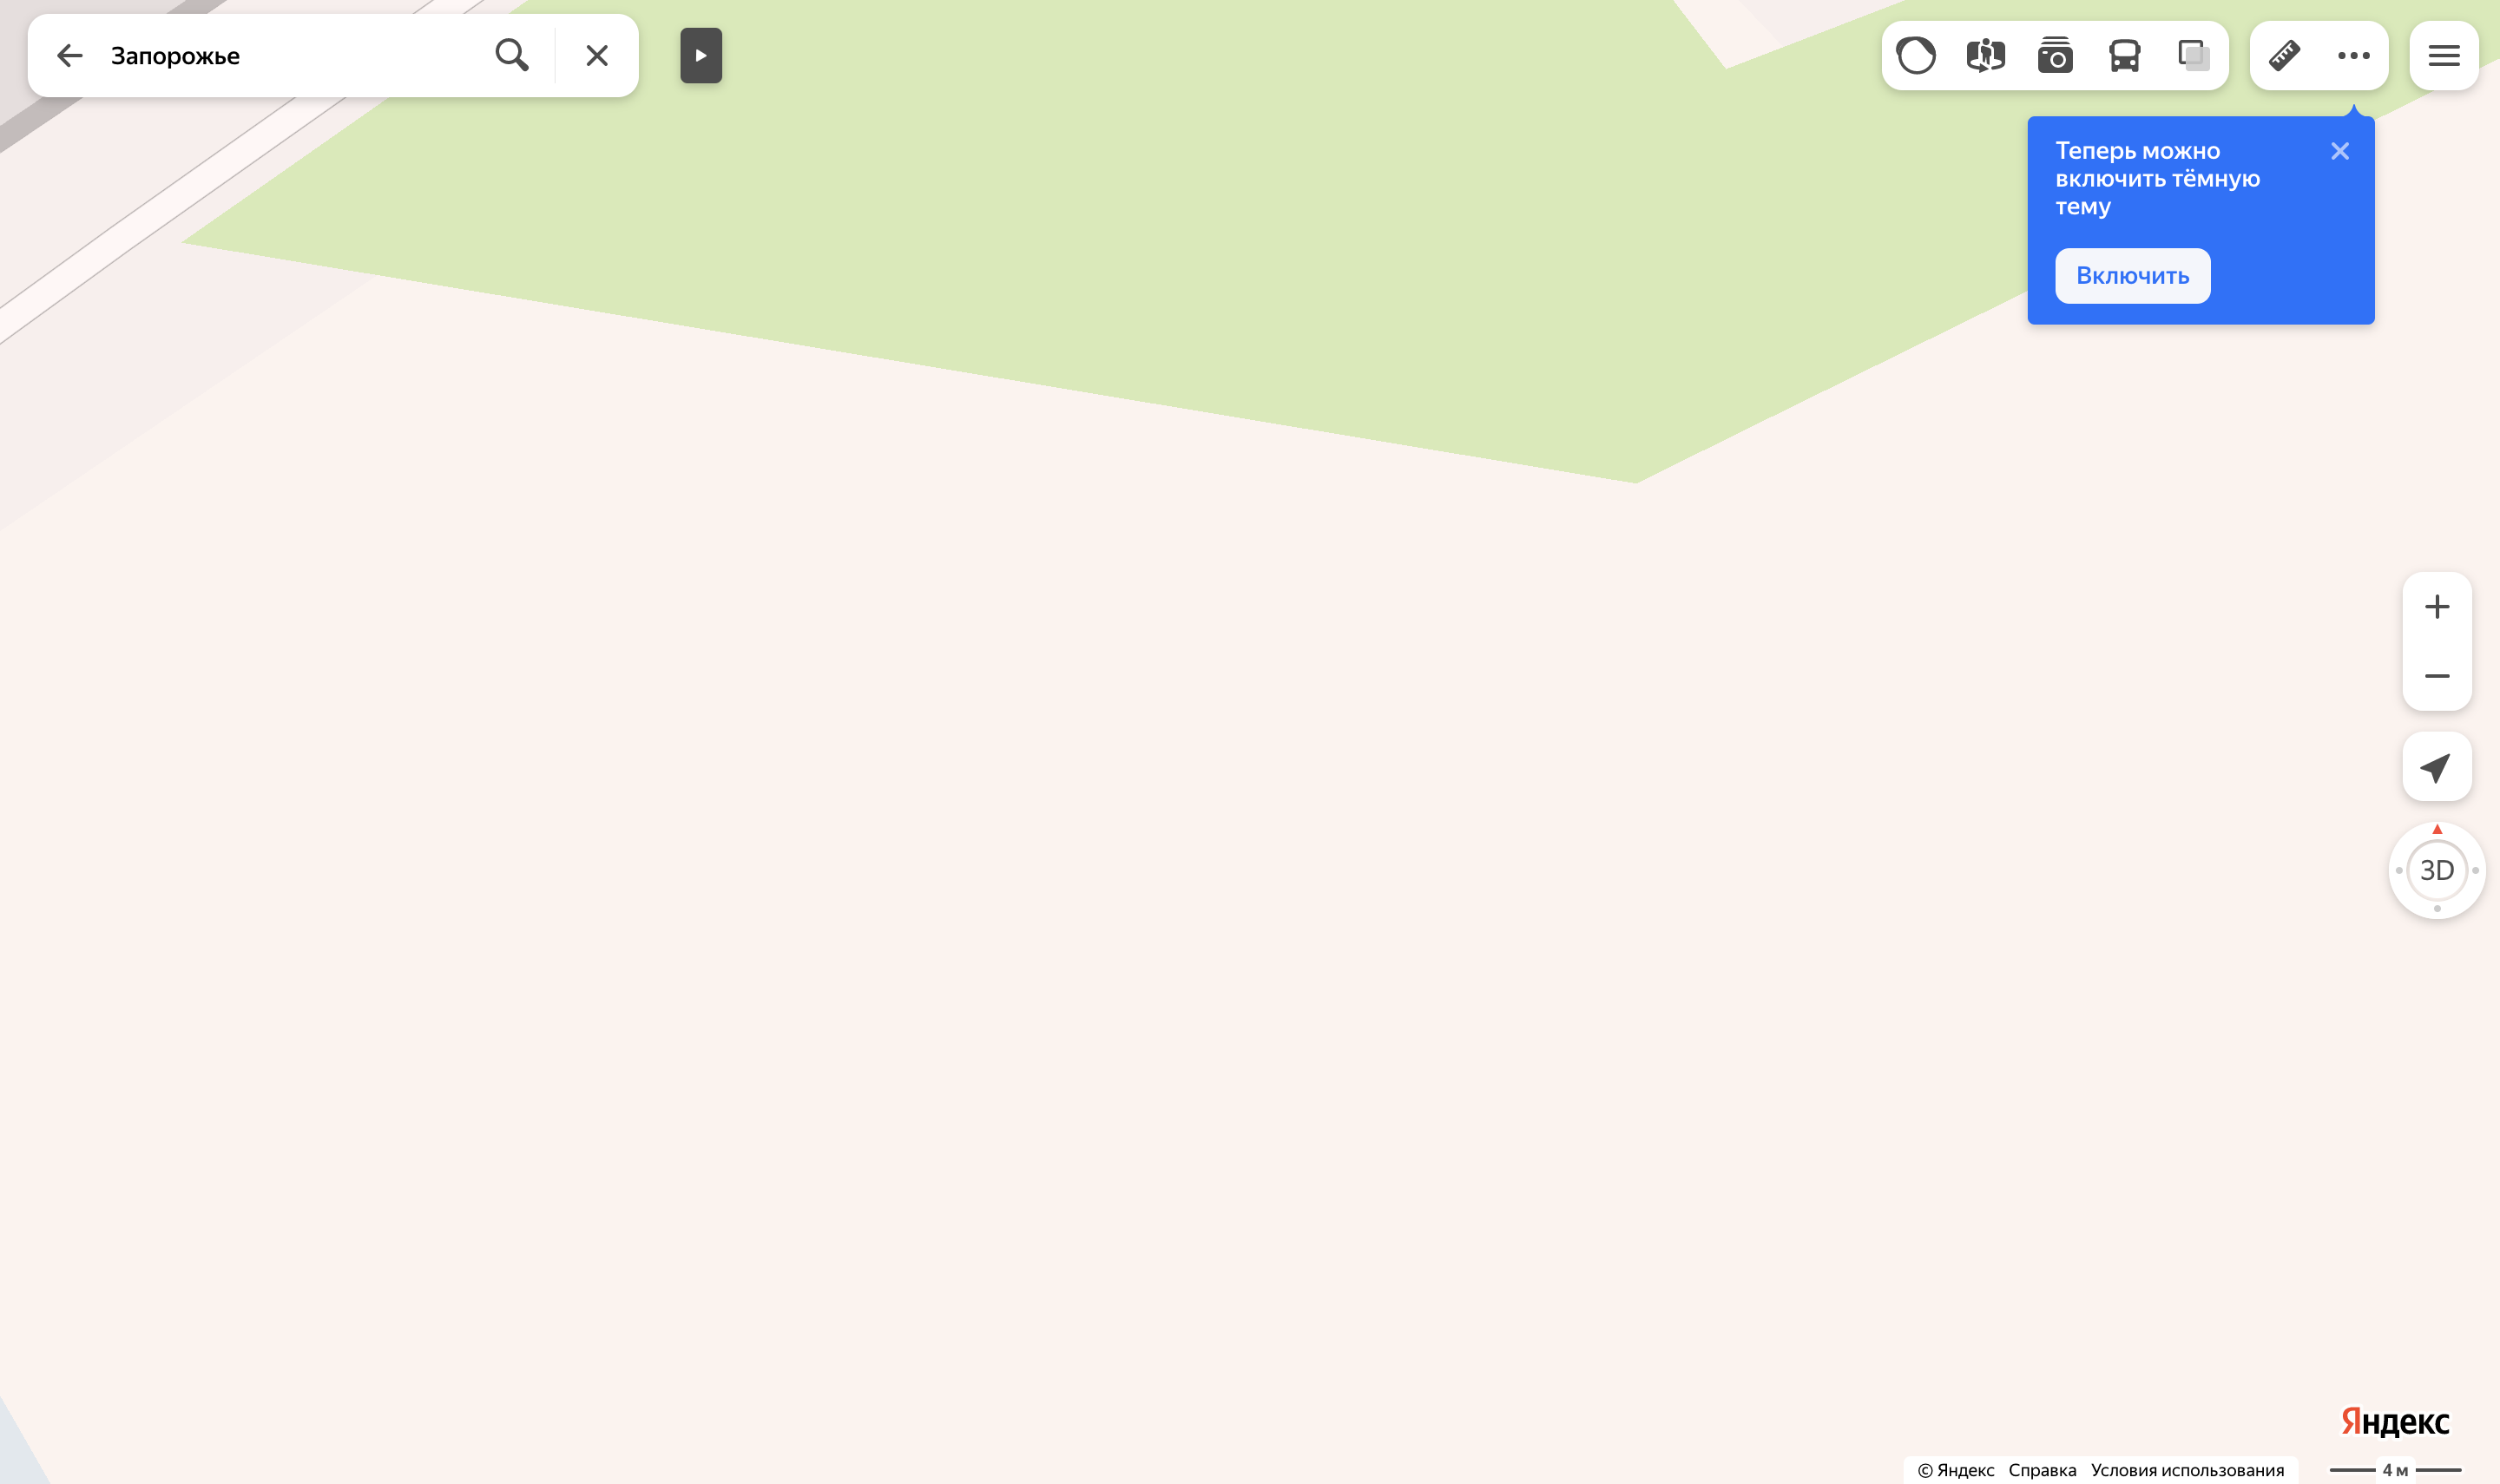 Запорожье
Теперь можно
включить тёмную
тему
Включить
3D
Яндекс
© Яндекс Справка Условия использования 4 м